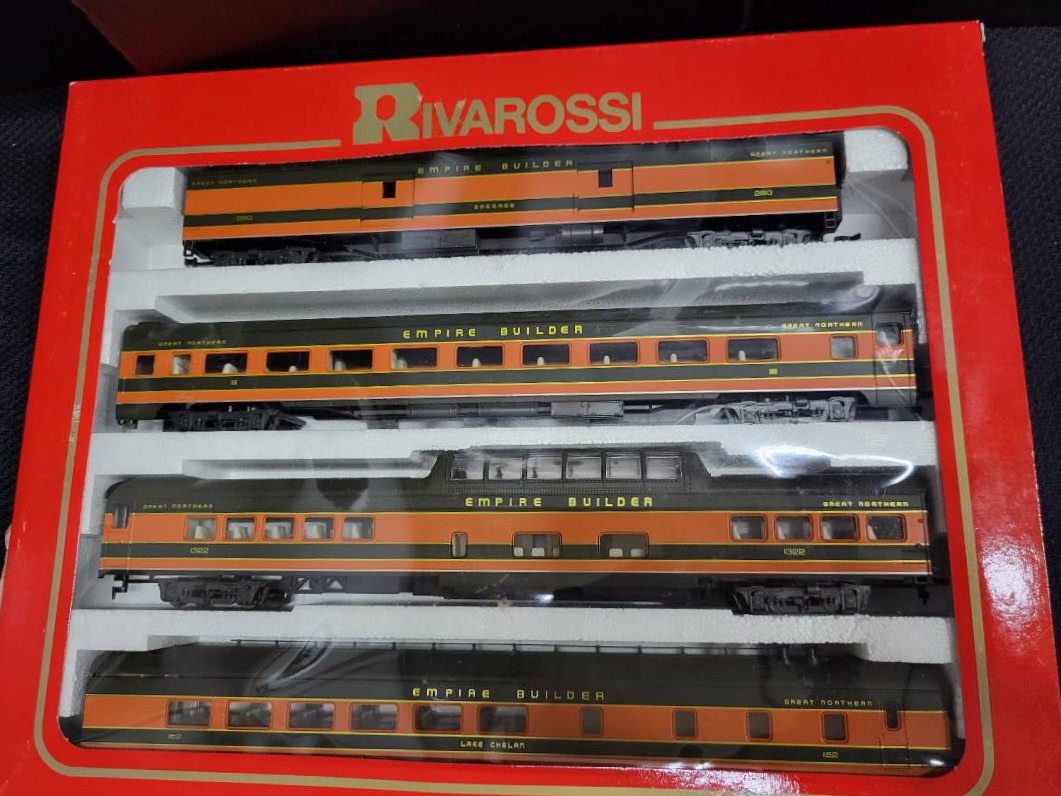 RIVAROSSI
GREAT NORTHERN EMPIRE BUILDER GREAT NORTHERN
280 BAGGAGE 280
GREAT NORTHERN EMPIRE BUILDER GREAT NORTHERN
GREAT NORTHERN EMPIRE BUILDER GREAT NORTHERN
1322 1322
EMPIRE BUILDER GREAT NORTHERN
LAKE CHELAN 1152